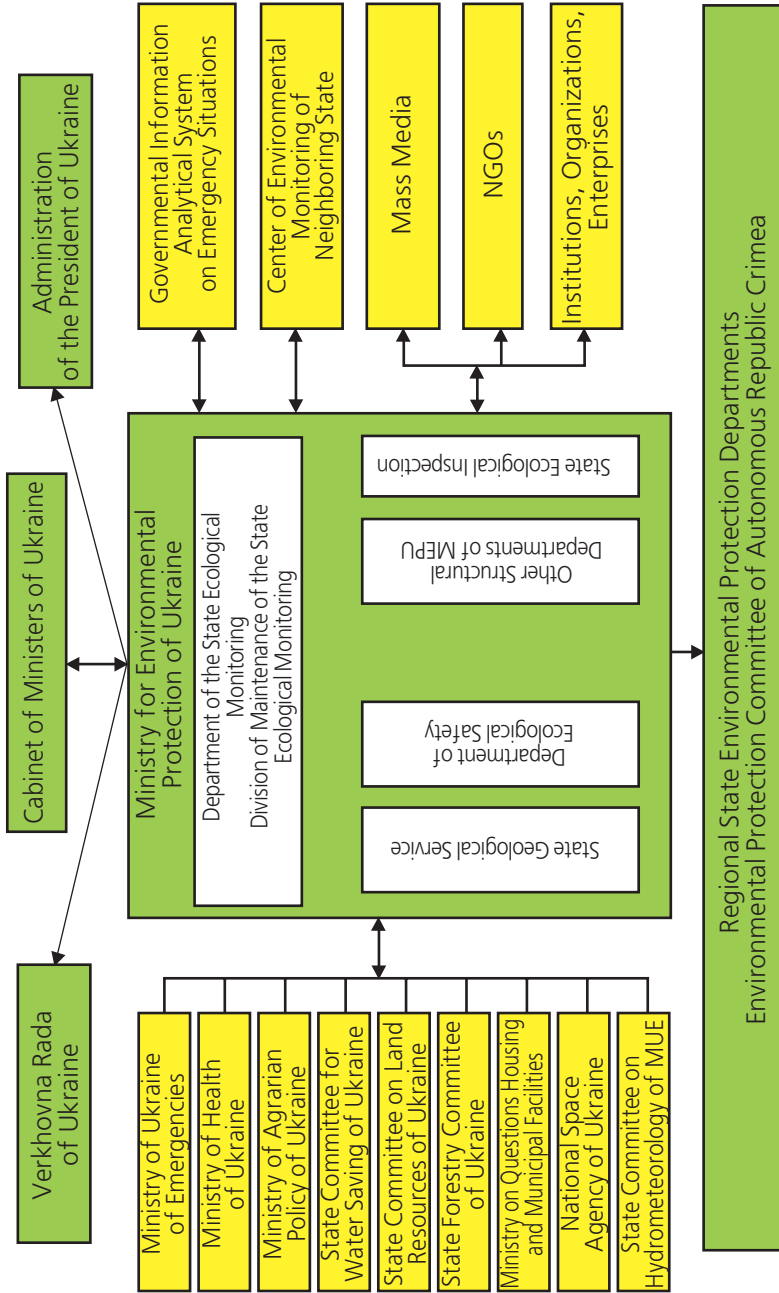 Verkhovna Rada
of Ukraine
Cabinet of Ministers of Ukraine
Administration
of the President of Ukraine
Ministry of Ukraine
of Emergencies
Ministry of Health
of Ukraine
Ministry of Agrarian
Policy of Ukraine
State Committee for
Water Saving of Ukraine
State Committee on Land
Resources of Ukraine
State Forestry Committee
of Ukraine
Ministry on Questions Housing
and Municipal Facilities
National Space
Agency of Ukraine
State Committee on
Hydrometeorology of MUE
Ministry for Environmental
Protection of Ukraine
Department of the State Ecological
Monitoring
Division of Maintenance of the State
Ecological Monitoring
State Geological Service
Department of
Ecological Safety
Other Structural
Departments of MEPU
State Ecological Inspection
Governmental Information
Analytical System
on Emergency Situations
Center of Environmental
Monitoring of
Neighboring State
Mass Media
NGOs
Institutions, Organizations,
Enterprises
Regional State Environmental Protection Departments
Environmental Protection Committee of Autonomous Republic Crimea